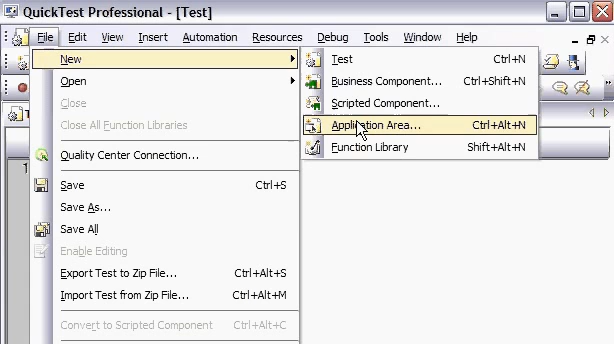 QuickTest Professional - [Test]
File Edit View Insert Automation Resources Debug Tools Window Help
New
Test Ctrl+N
Open
Business Component... Ctrl+Shift+N
Close
Scripted Component...
Close All Function Libraries
Application Area... Ctrl+Alt+N
Function Library Shift+Alt+N
Quality Center Connection...
Save Ctrl+S
Save As...
Save All
Enable Editing
Export Test to Zip File... Ctrl+Alt+S
Import Test from Zip File... Ctrl+Alt+M
Convert to Scripted Component Ctrl+Alt+C